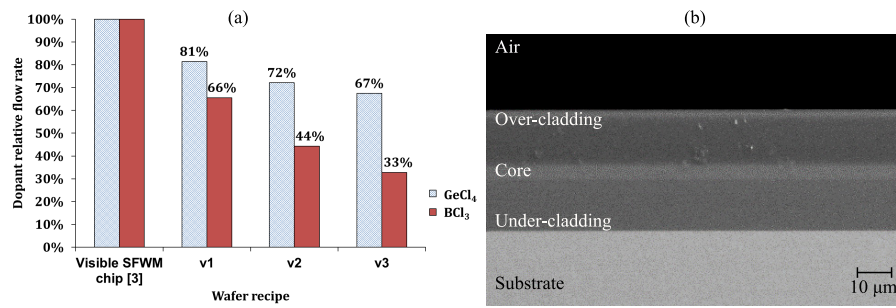 (a)
100%
90%
80%
70%
60%
50%
40%
30%
20%
10%
0%
Dopant relative flow rate
81%
66%
72%
44%
67%
33%
GeCl₄
BCl₃
Visible SFWM
chip [3]
v1
v2
v3
Wafer recipe
(b)
Air
Over-cladding
Core
Under-cladding
Substrate
10 μm